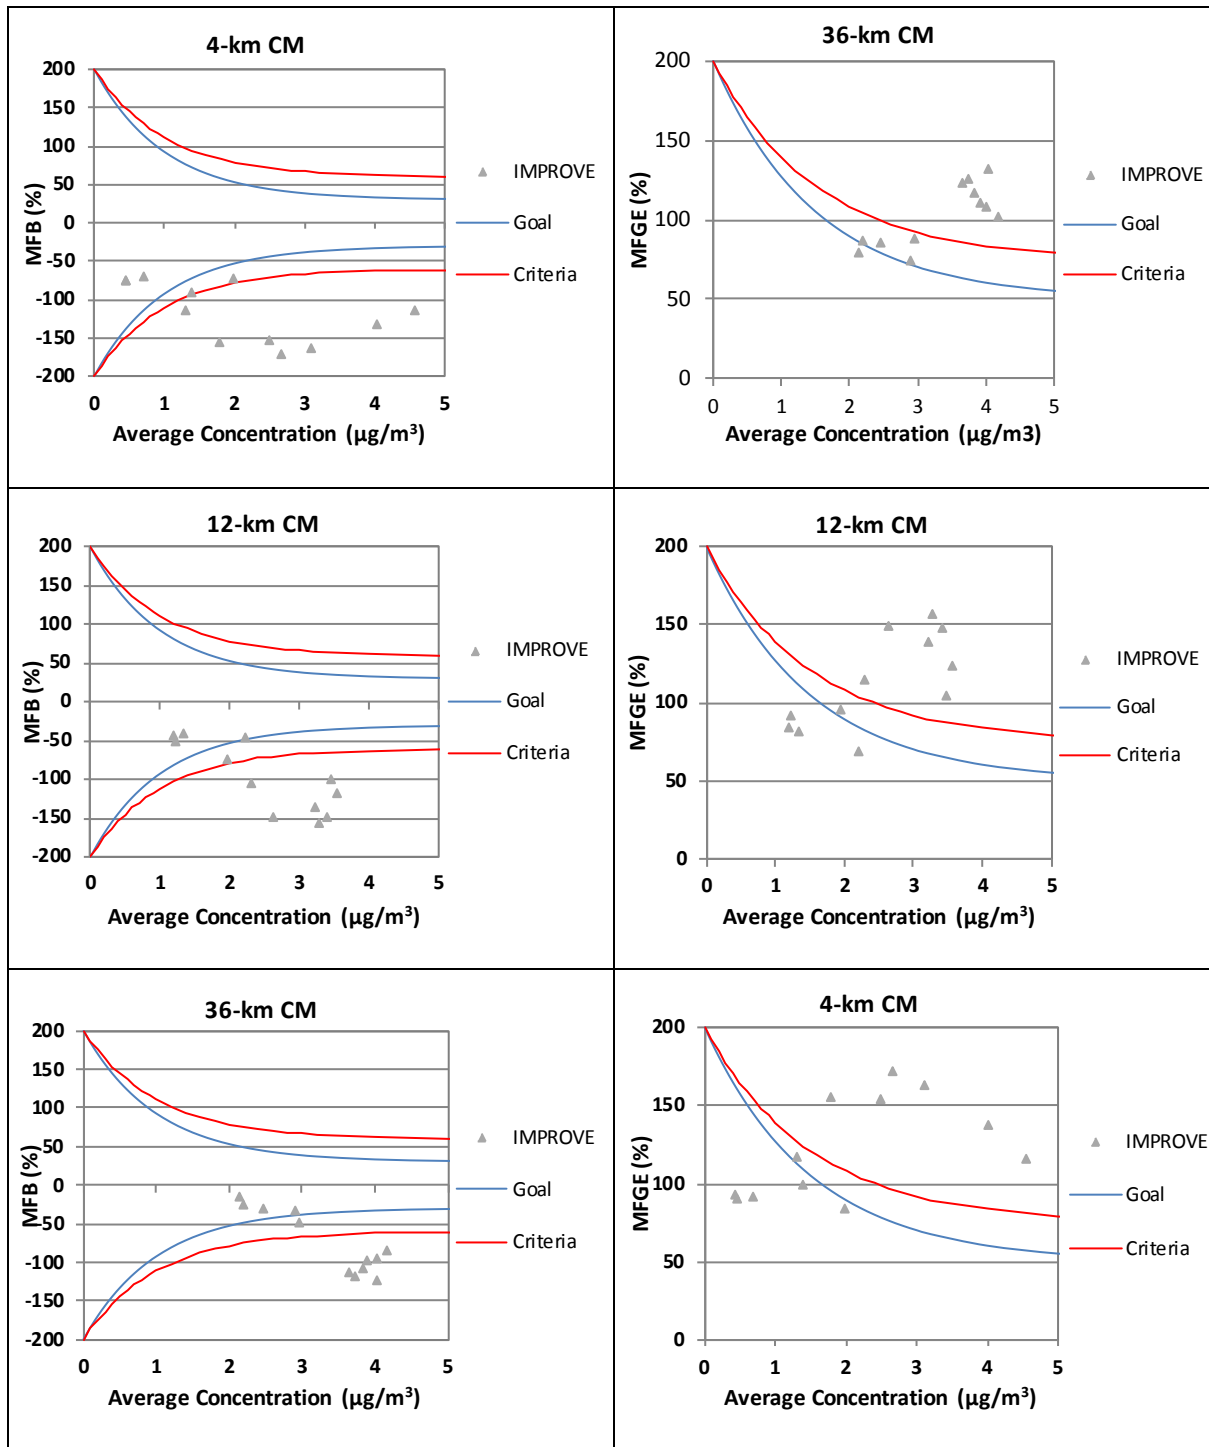 4-km CM
200
150
100
50
0
-50
-100
-150
-200
MFB (%)
0 1 2 3 4 5
Average Concentration (µg/m³)
IMPROVE
Goal
Criteria
36-km CM
200
150
100
50
0
MFGE (%)
0 1 2 3 4 5
Average Concentration (µg/m3)
IMPROVE
Goal
Criteria
12-km CM
200
150
100
50
0
-50
-100
-150
-200
MFB (%)
0 1 2 3 4 5
Average Concentration (µg/m³)
IMPROVE
Goal
Criteria
12-km CM
200
150
100
50
0
MFGE (%)
0 1 2 3 4 5
Average Concentration (µg/m³)
IMPROVE
Goal
Criteria
36-km CM
200
150
100
50
0
-50
-100
-150
-200
MFB (%)
0 1 2 3 4 5
Average Concentration (µg/m³)
IMPROVE
Goal
Criteria
4-km CM
200
150
100
50
0
MFGE (%)
0 1 2 3 4 5
Average Concentration (µg/m³)
IMPROVE
Goal
Criteria